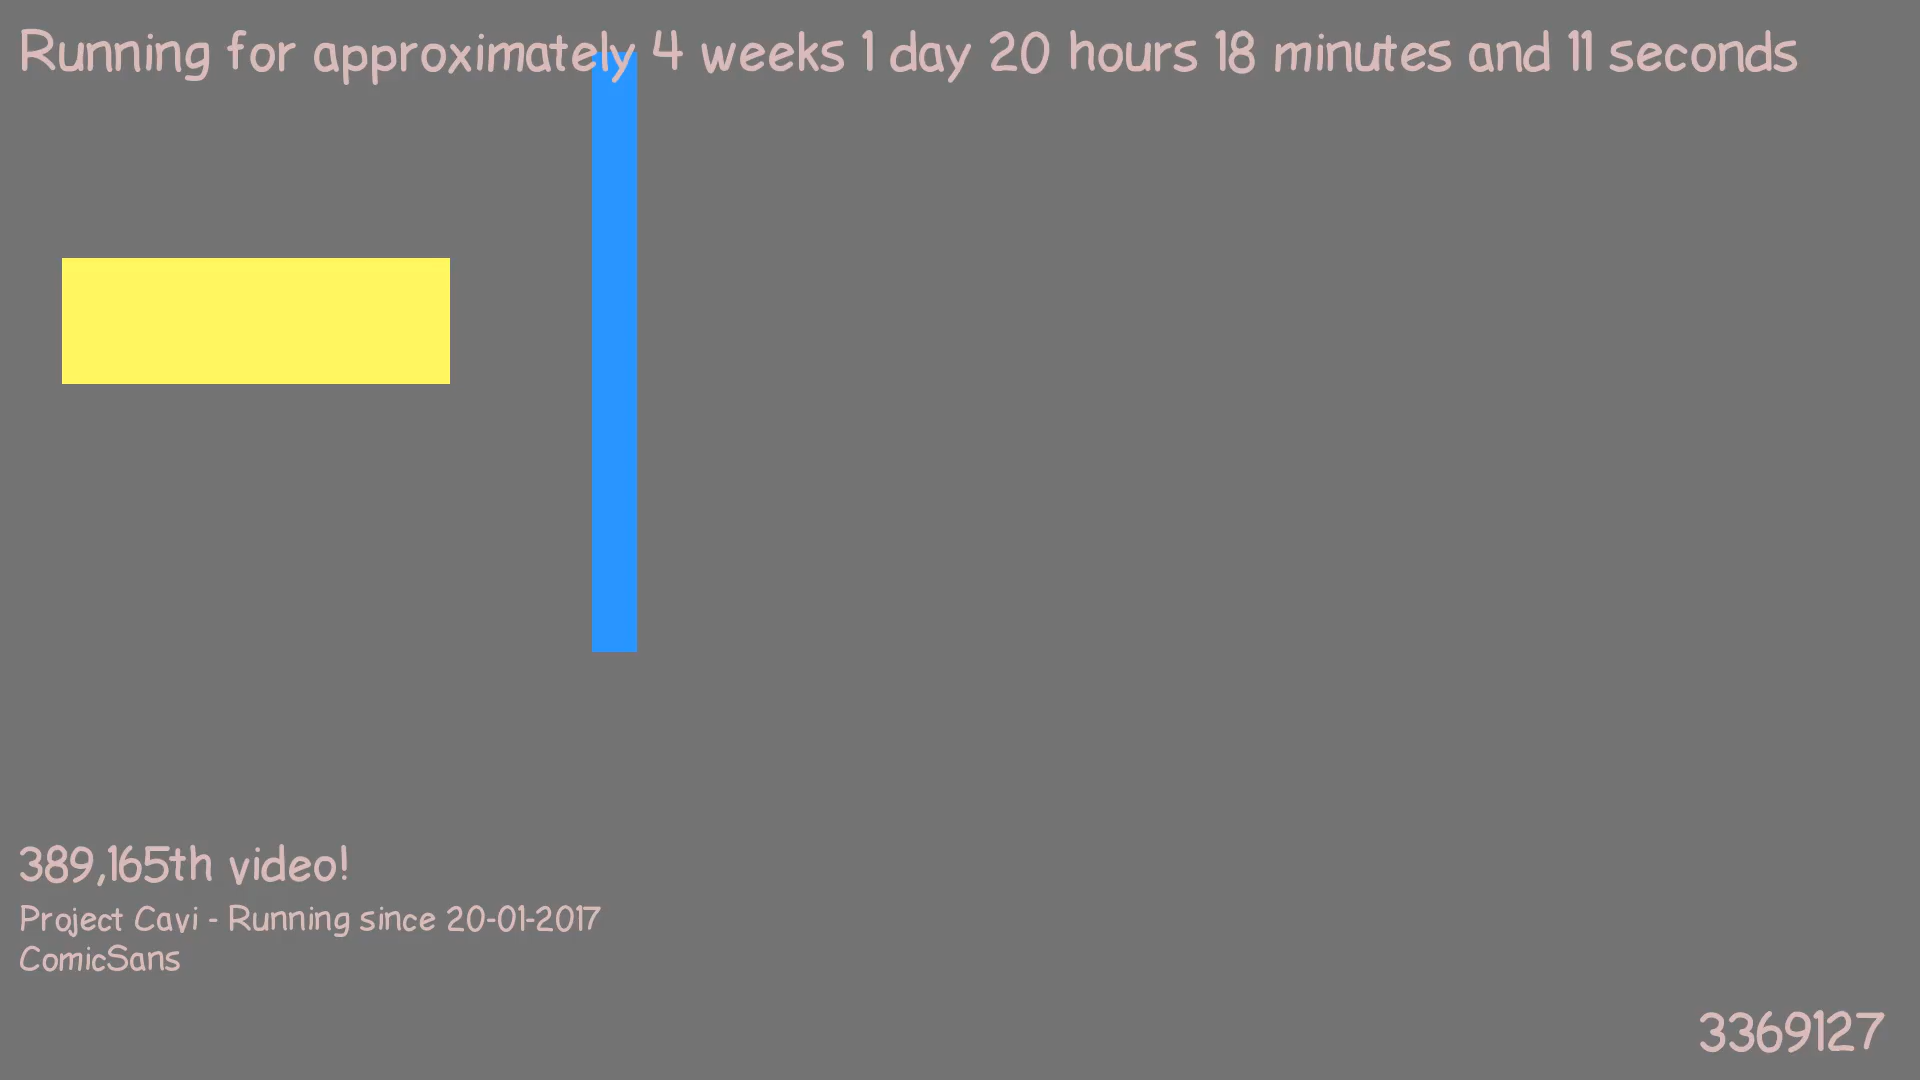 Running for approximately 4 weeks 1 day 20 hours 18 minutes and 11 seconds
389,165th video!
Project Cavi - Running since 20-01-2017
ComicSans
3369127